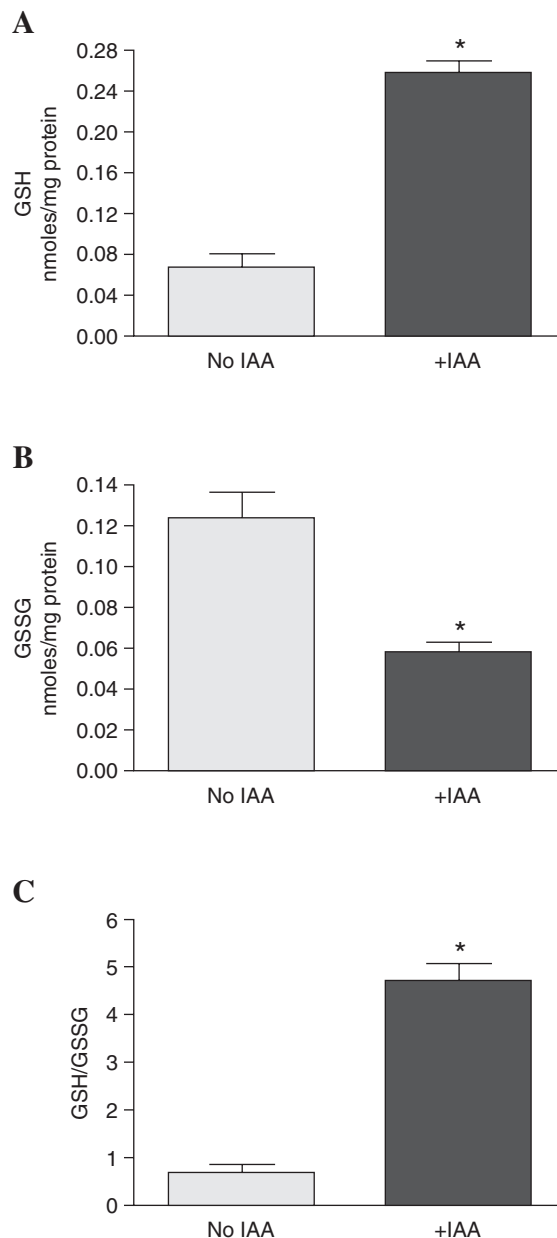 A
GSH
nmoles/mg protein
0.28
0.24
0.20
0.16
0.12
0.08
0.04
0.00
*
No IAA +IAA
B
GSSG
nmoles/mg protein
0.14
0.12
0.10
0.08
0.06
0.04
0.02
0.00
*
No IAA +IAA
C
GSH/GSSG
6
5
4
3
2
1
0
*
No IAA +IAA